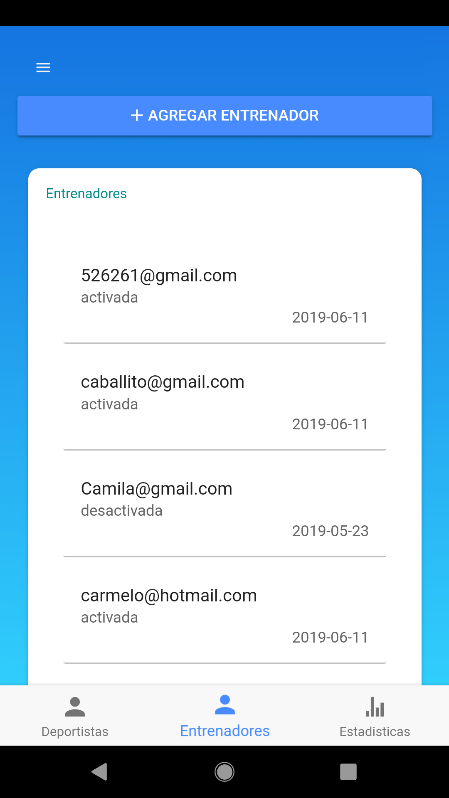 + AGREGAR ENTRENADOR
Entrenadores
526261@gmail.com
activada
2019-06-11
caballito@gmail.com
activada
2019-06-11
Camila@gmail.com
desactivada
2019-05-23
carmelo@hotmail.com
activada
2019-06-11
Deportistas
Entrenadores
Estadisticas